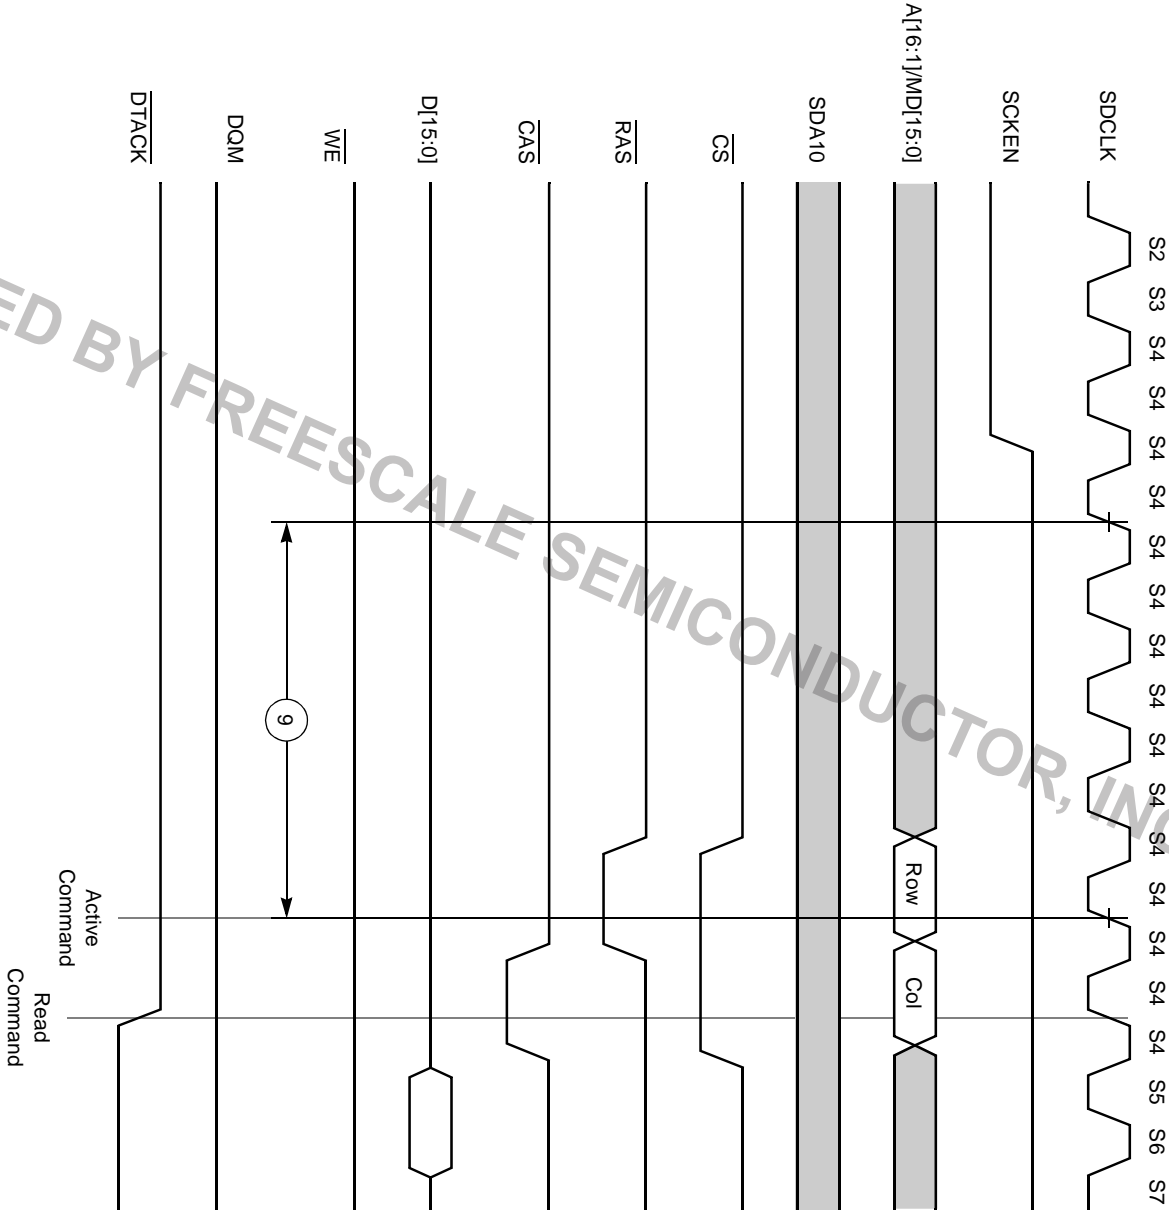 S2 S3 S4 S4 S4 S4 S4 S4 S4 S4 S4 S4 S4 S4 S4 S4 S4 S5 S6 S7
SDCLK
SCKEN
A[16:1]/MD[15:0]
Row Col
SDA10
CS
RAS
CAS
D[15:0]
WE
9
DQM
DTACK
Active
Command
Read
Command
ED BY FREESCALE SEMICONDUCTOR, INC